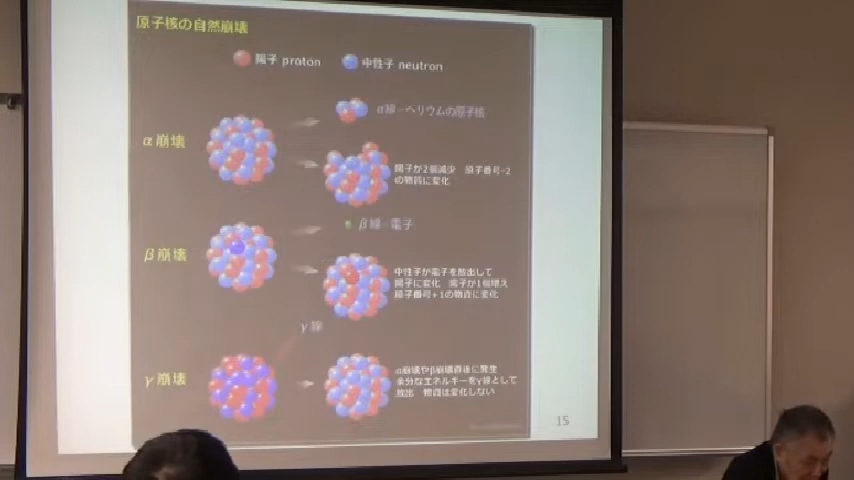 原子核の自然崩壊
陽子 proton
中性子 neutron
α崩壊
α線=ヘリウムの原子核
陽子が2個減少 原子番号-2
の物質に変化
β崩壊
β線=電子
中性子が電子を放出して
陽子に変化 陽子が1個増え
原子番号+1の物質に変化
γ線
γ崩壊
α崩壊やβ崩壊直後に発生
余分なエネルギーをγ線として
放出 物質は変化しない
15